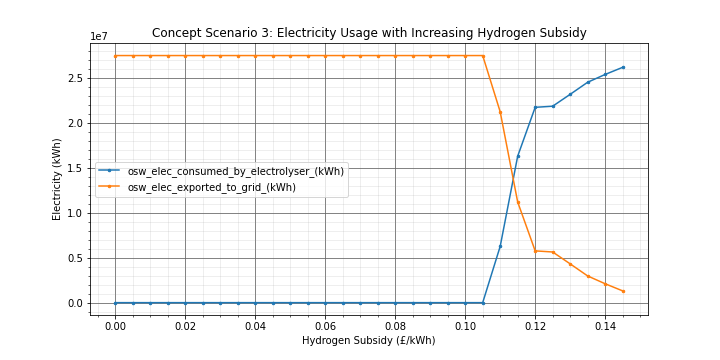 Concept Scenario 3: Electricity Usage with Increasing Hydrogen Subsidy
1e7
2.5
2.0
1.5
1.0
0.5
0.0
Electricity (kWh)
osw_elec_consumed_by_electrolyser_(kWh)
osw_elec_exported_to_grid_(kWh)
0.00 0.02 0.04 0.06 0.08 0.10 0.12 0.14
Hydrogen Subsidy (£/kWh)